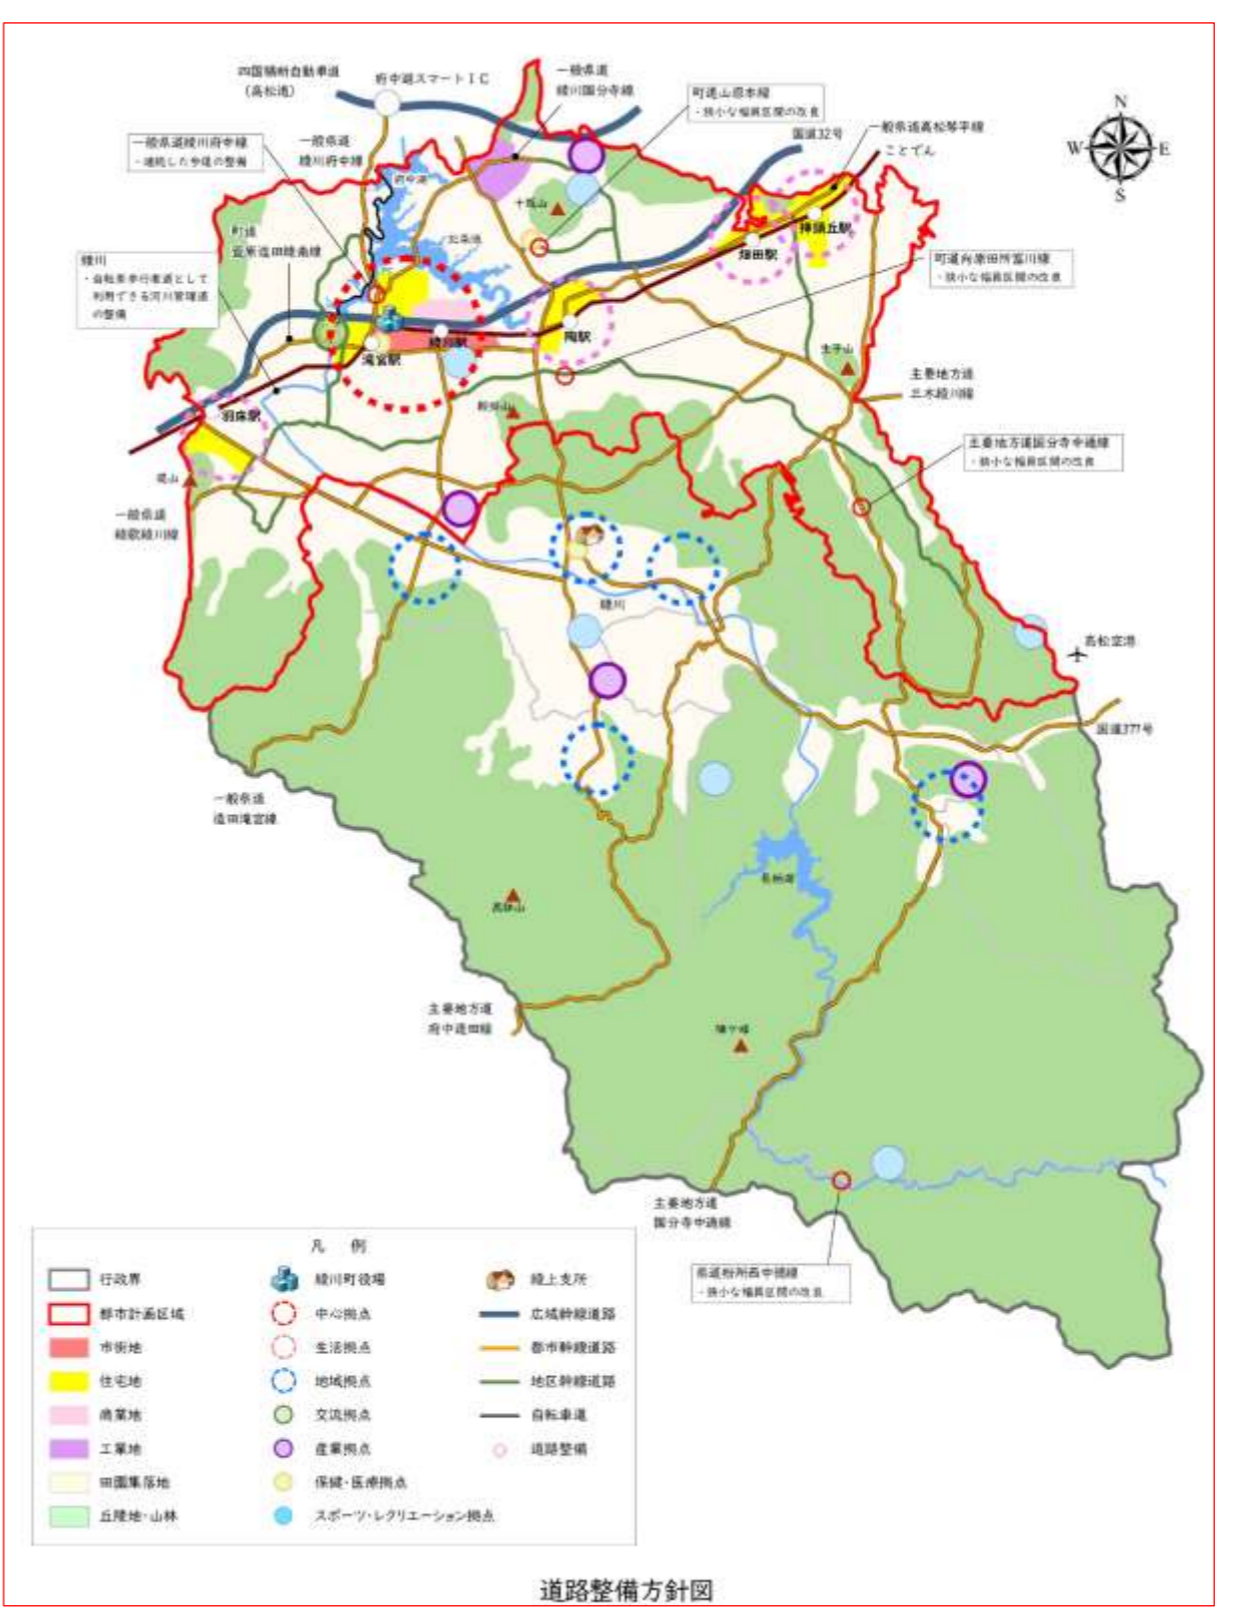 四国横断自動車道
（高松道）
府中湖スマートＩＣ
一般県道
綾川国分寺線
町道山原本線
・狭小な幅員区間の改良
国道32号
一般県道高松琴平線
ことでん
N
W
E
S
一般県道綾川府中線
・連続した歩道の整備
一般県道
綾川府中線
府中湖
十瓶山
北条池
町道
綾川
・自転車歩行者道として
利用できる河川管理道
の整備
挿頭丘駅
畑田駅
陶駅
綾川駅
滝宮駅
羽床駅
町道向原田所富川線
・狭小な幅員区間の改良
主要地方道
三木綾川線
主要地方道国分寺中通線
・狭小な幅員区間の改良
堤山
一般県道
綾歌綾川線
綾川
高松空港
国道377号
一般県道
造田滝宮線
長柄湖
高鉢山
主要地方道
府中造田線
主要地方道
国分寺中通線
県道枌所西中徳線
・狭小な幅員区間の改良
凡　例
行政界
綾川町役場
綾上支所
都市計画区域
中心拠点
広域幹線道路
市街地
生活拠点
都市幹線道路
住宅地
地域拠点
地区幹線道路
商業地
交流拠点
自転車道
工業地
産業拠点
道路整備
田園集落地
保健・医療拠点
丘陵地・山林
スポーツ・レクリエーション拠点
道路整備方針図